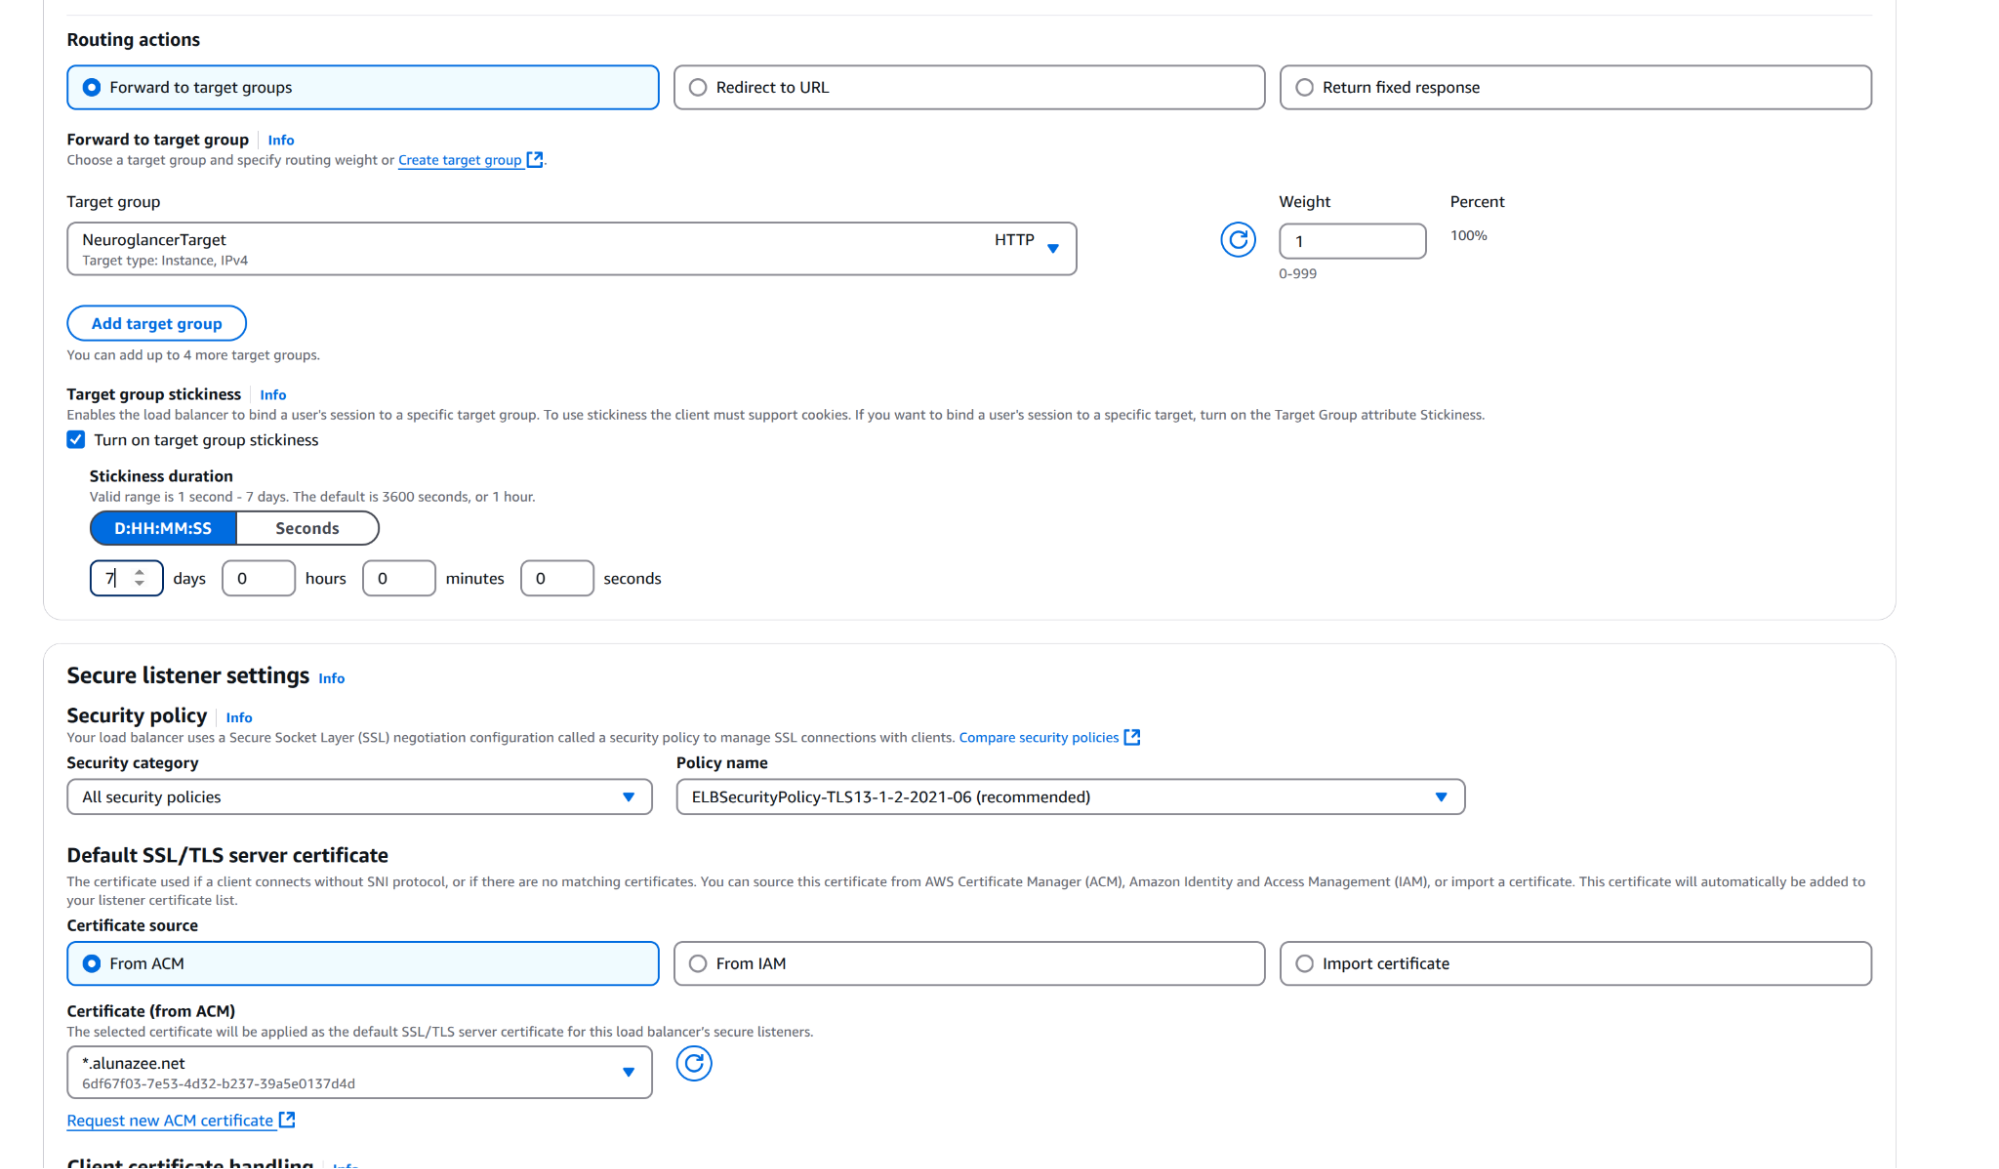 Routing actions
Forward to target groups
Redirect to URL
Return fixed response
Forward to target group Info
Choose a target group and specify routing weight or Create target group.
Target group
Weight
Percent
NeuroglancerTarget
HTTP
Target type: Instance, IPv4
1
100%
0-999
Add target group
You can add up to 4 more target groups.
Target group stickiness Info
Enables the load balancer to bind a user's session to a specific target group. To use stickiness the client must support cookies. If you want to bind a user's session to a specific target, turn on the Target Group attribute Stickiness.
Turn on target group stickiness
Stickiness duration
Valid range is 1 second - 7 days. The default is 3600 seconds, or 1 hour.
D:HH:MM:SS
Seconds
7 days 0 hours 0 minutes 0 seconds
Secure listener settings Info
Security policy Info
Your load balancer uses a Secure Socket Layer (SSL) negotiation configuration called a security policy to manage SSL connections with clients. Compare security policies
Security category
Policy name
All security policies
ELBSecurityPolicy-TLS13-1-2-2021-06 (recommended)
Default SSL/TLS server certificate
The certificate used if a client connects without SNI protocol, or if there are no matching certificates. You can source this certificate from AWS Certificate Manager (ACM), Amazon Identity and Access Management (IAM), or import a certificate. This certificate will automatically be added to
your listener certificate list.
Certificate source
From ACM
From IAM
Import certificate
Certificate (from ACM)
The selected certificate will be applied as the default SSL/TLS server certificate for this load balancer's secure listeners.
*.alunazee.net
6df67f03-7e53-4d32-b237-39a5e0137d4d
Request new ACM certificate
Client certificate handling Info